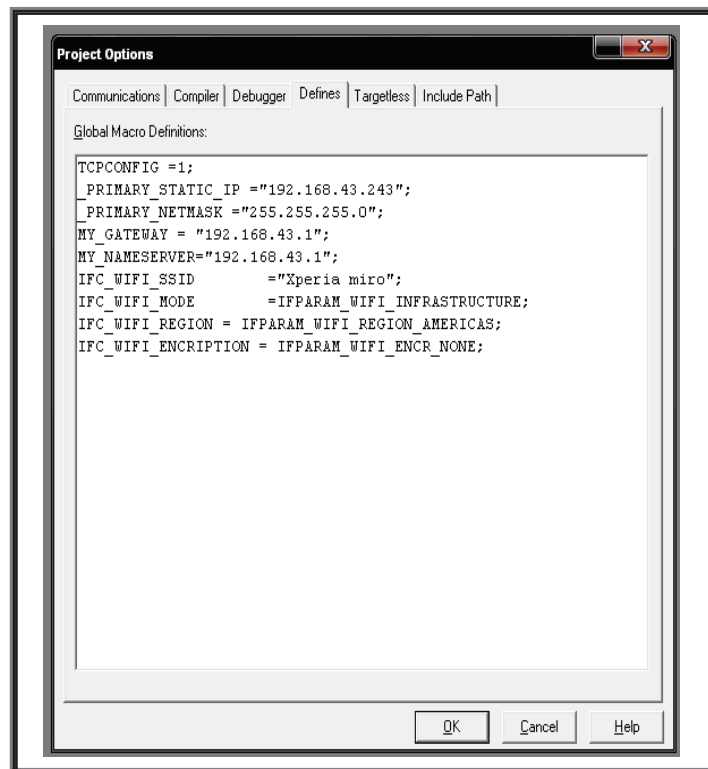 Project Options
X
Communications Compiler Debugger Defines Targetless Include Path
Global Macro Definitions:
TCPCONFIG =1;
_PRIMARY_STATIC_IP ="192.168.43.243";
_PRIMARY_NETMASK ="255.255.255.0";
MY_GATEWAY = "192.168.43.1";
MY_NAMESERVER="192.168.43.1";
IFC_WIFI_SSID          ="Xperia miro";
IFC_WIFI_MODE          =IFPARAM_WIFI_INFRASTRUCTURE;
IFC_WIFI_REGION = IFPARAM_WIFI_REGION_AMERICAS;
IFC_WIFI_ENCRIPTION = IFPARAM_WIFI_ENCR_NONE;
OK Cancel Help